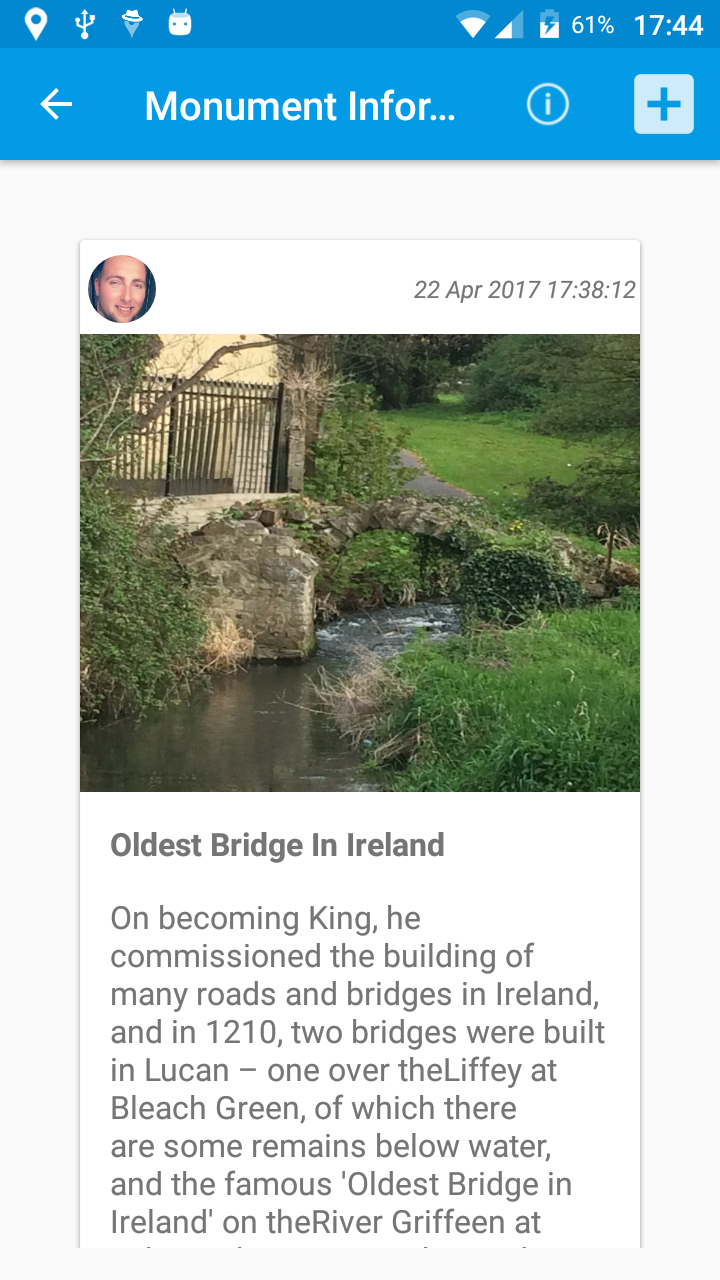 61% 17:44
Monument Infor...
22 Apr 2017 17:38:12
Oldest Bridge In Ireland
On becoming King, he
commissioned the building of
many roads and bridges in Ireland,
and in 1210, two bridges were built
in Lucan – one over theLiffey at
Bleach Green, of which there
are some remains below water,
and the famous 'Oldest Bridge in
Ireland' on theRiver Griffeen at